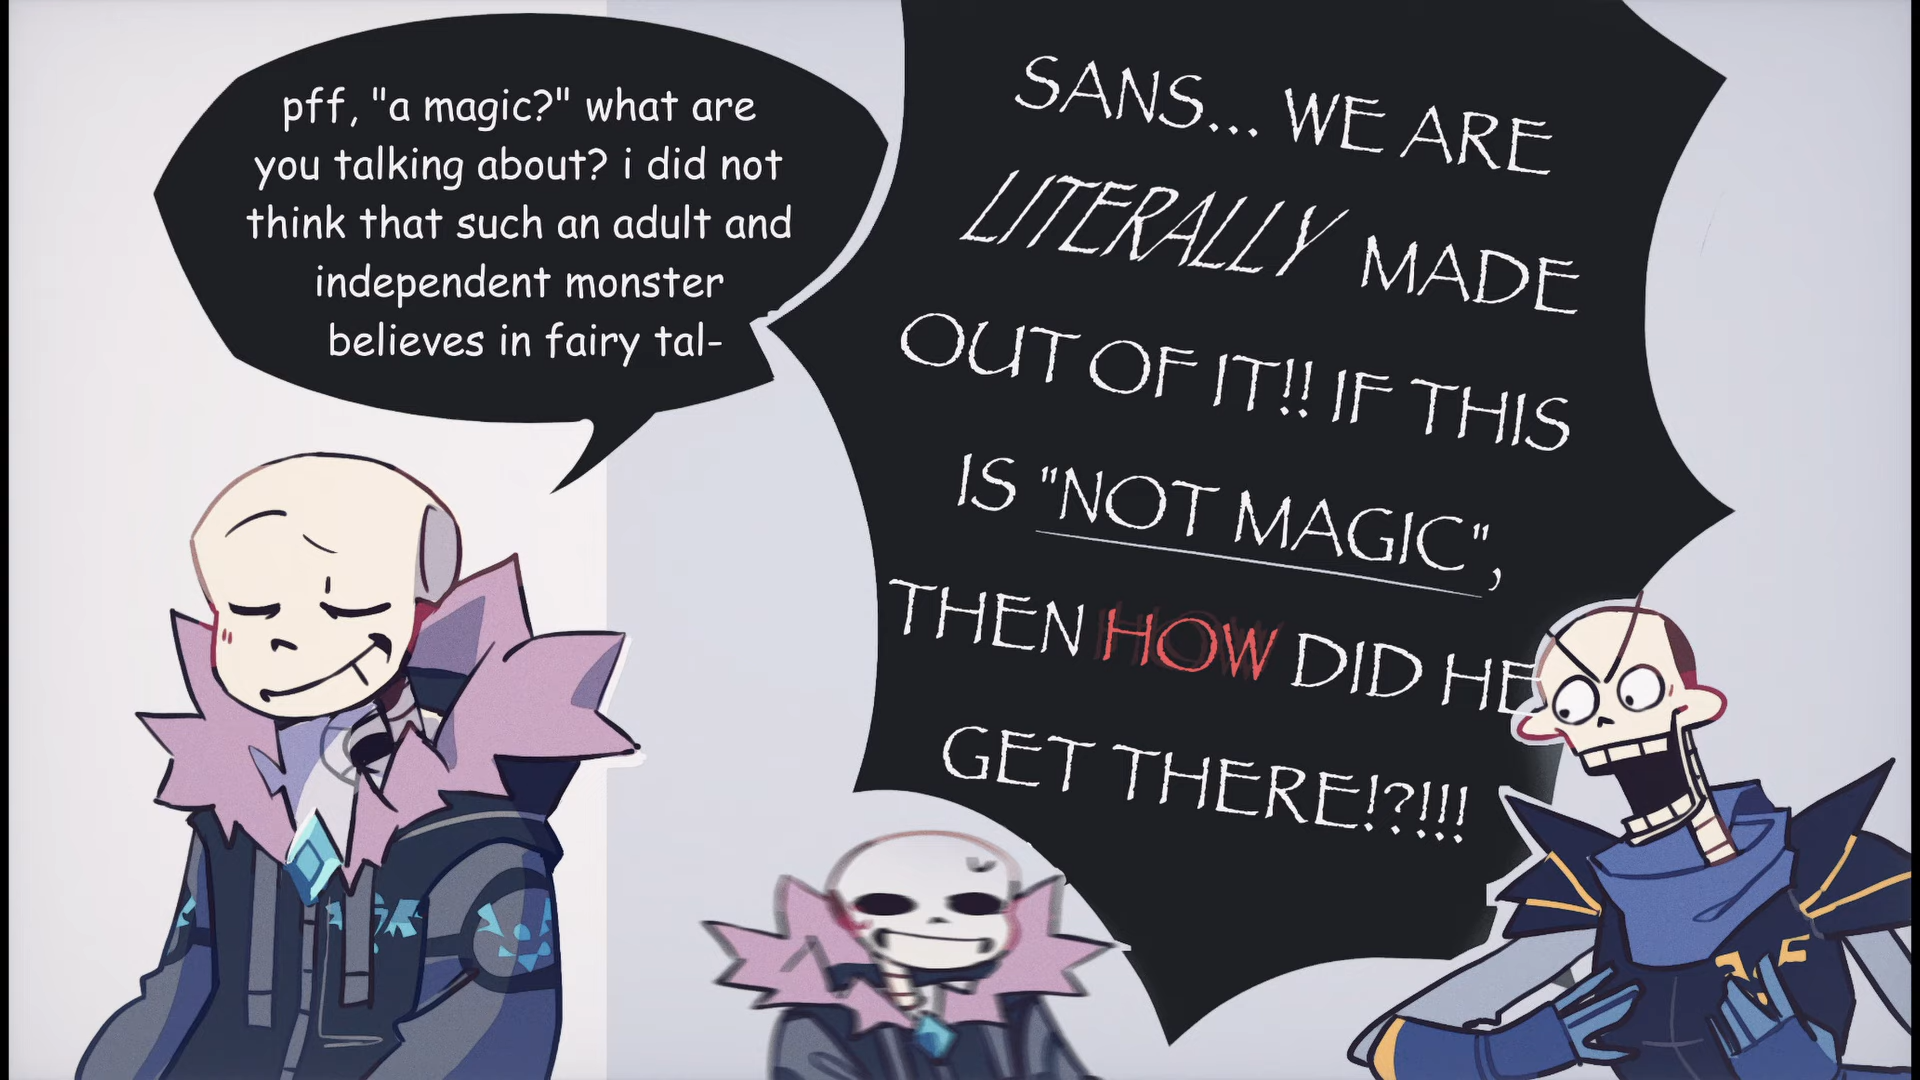 pff, "a magic?" what are
you talking about? i did not
think that such an adult and
independent monster
believes in fairy tal-
SANS... WE ARE
LITERALLY MADE
OUT OF IT!! IF THIS
IS "NOT MAGIC",
THEN HOW DID HE
GET THERE!?!!!